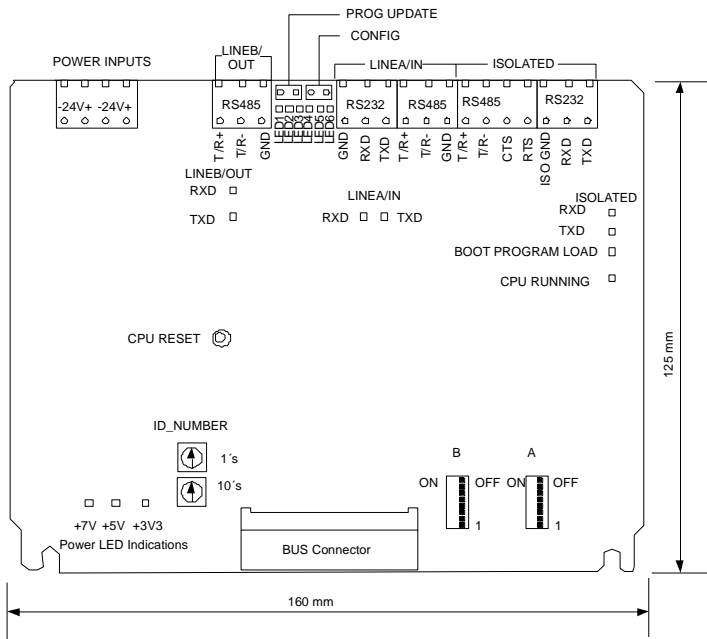 PROG UPDATE
CONFIG
POWER INPUTS
LINEB/
OUT
LINEA/IN
ISOLATED
-24V+ -24V+
RS485
LED1
LED2
LED3
LED4
LED5
LED6
RS232
RS485
RS485
RS232
T/R+
T/R-
GND
GND
RXD
TXD
T/R+
T/R-
GND
T/R+
T/R-
CTS
RTS
ISO GND
RXD
TXD
LINEB/OUT
RXD
TXD
LINEA/IN
RXD
TXD
ISOLATED
RXD
TXD
BOOT PROGRAM LOAD
CPU RUNNING
CPU RESET
125 mm
ID_NUMBER
1´s
10´s
B
A
ON
OFF
ON
OFF
1
1
+7V +5V +3V3
Power LED Indications
BUS Connector
160 mm